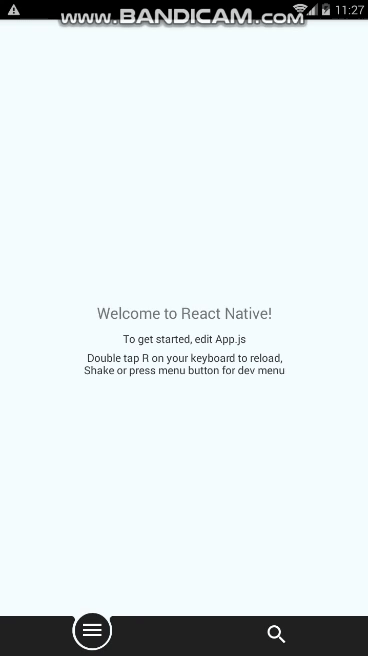 www.BANDICAM.com
11:27
Welcome to React Native!
To get started, edit App.js
Double tap R on your keyboard to reload,
Shake or press menu button for dev menu